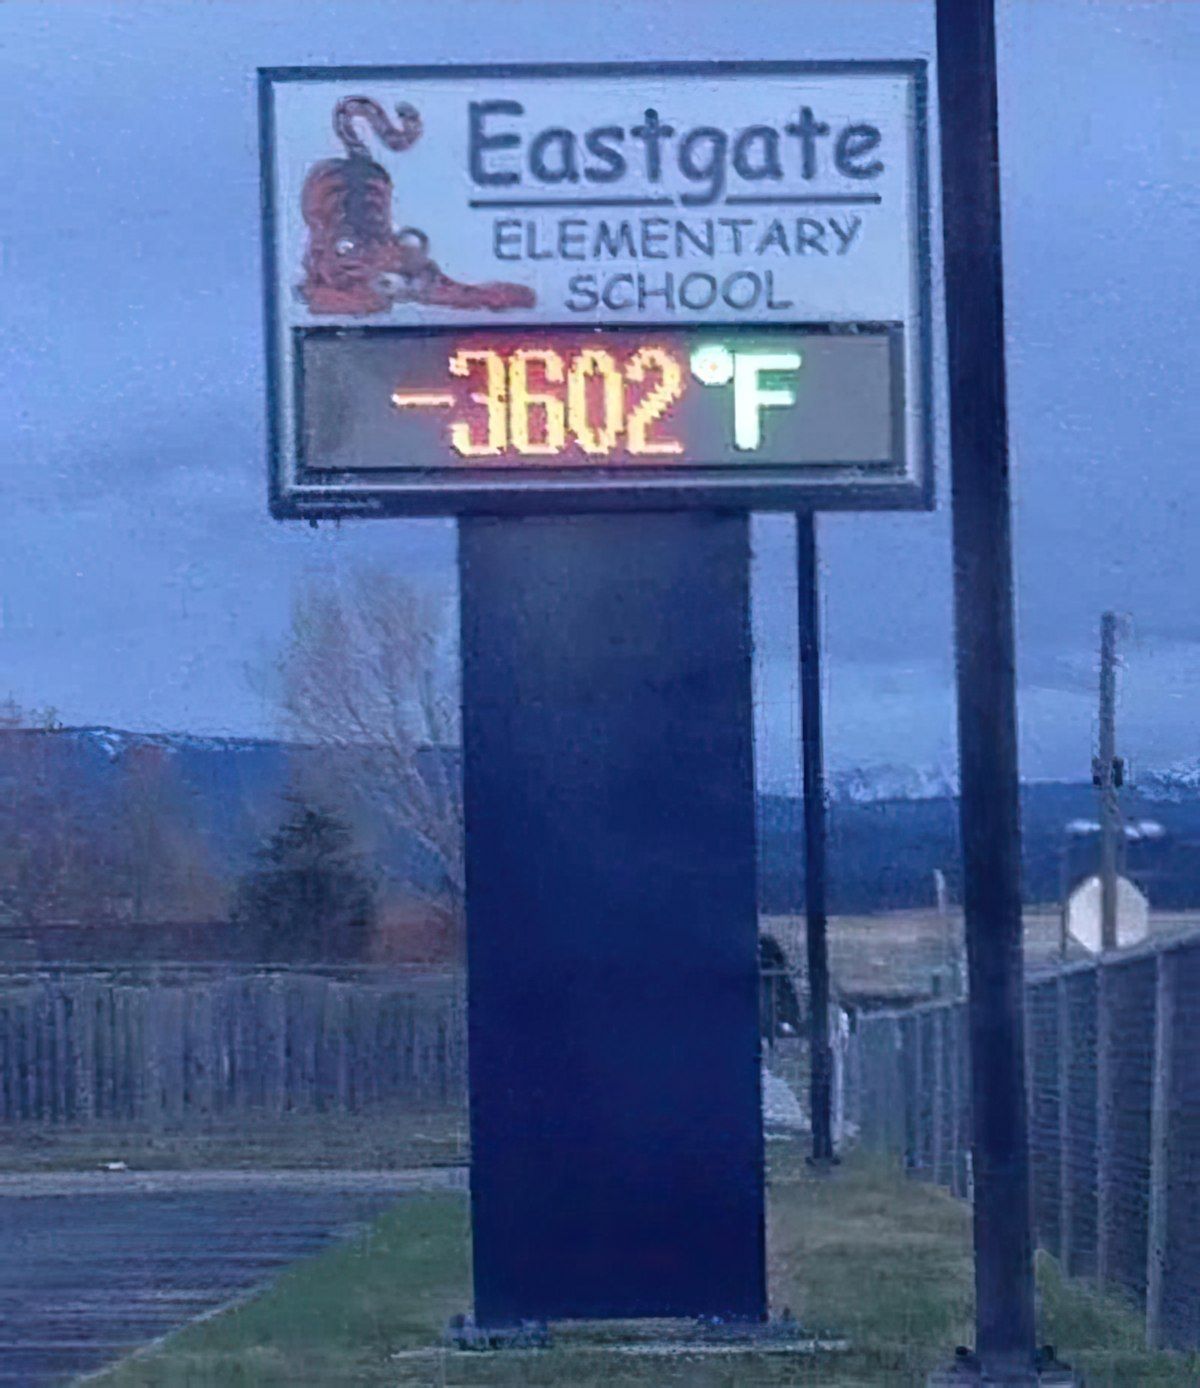 Eastgate
ELEMENTARY
SCHOOL
-3602°F